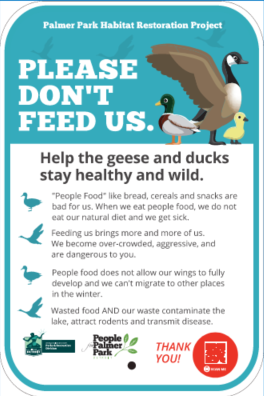 Palmer Park Habitat Restoration Project
PLEASE
DON'T
FEED US.
Help the geese and ducks
stay healthy and wild.
"People Food" like bread, cereals and snacks are
bad for us. When we eat people food, we do not
eat our natural diet and we get sick.
Feeding us brings more and more of us.
We become over-crowded, aggressive, and
are dangerous to you.
People food does not allow our wings to fully
develop and we can't migrate to other places
in the winter.
Wasted food AND our waste contaminate the
lake, attract rodents and transmit disease.
People
for Palmer
Park
THANK
YOU!